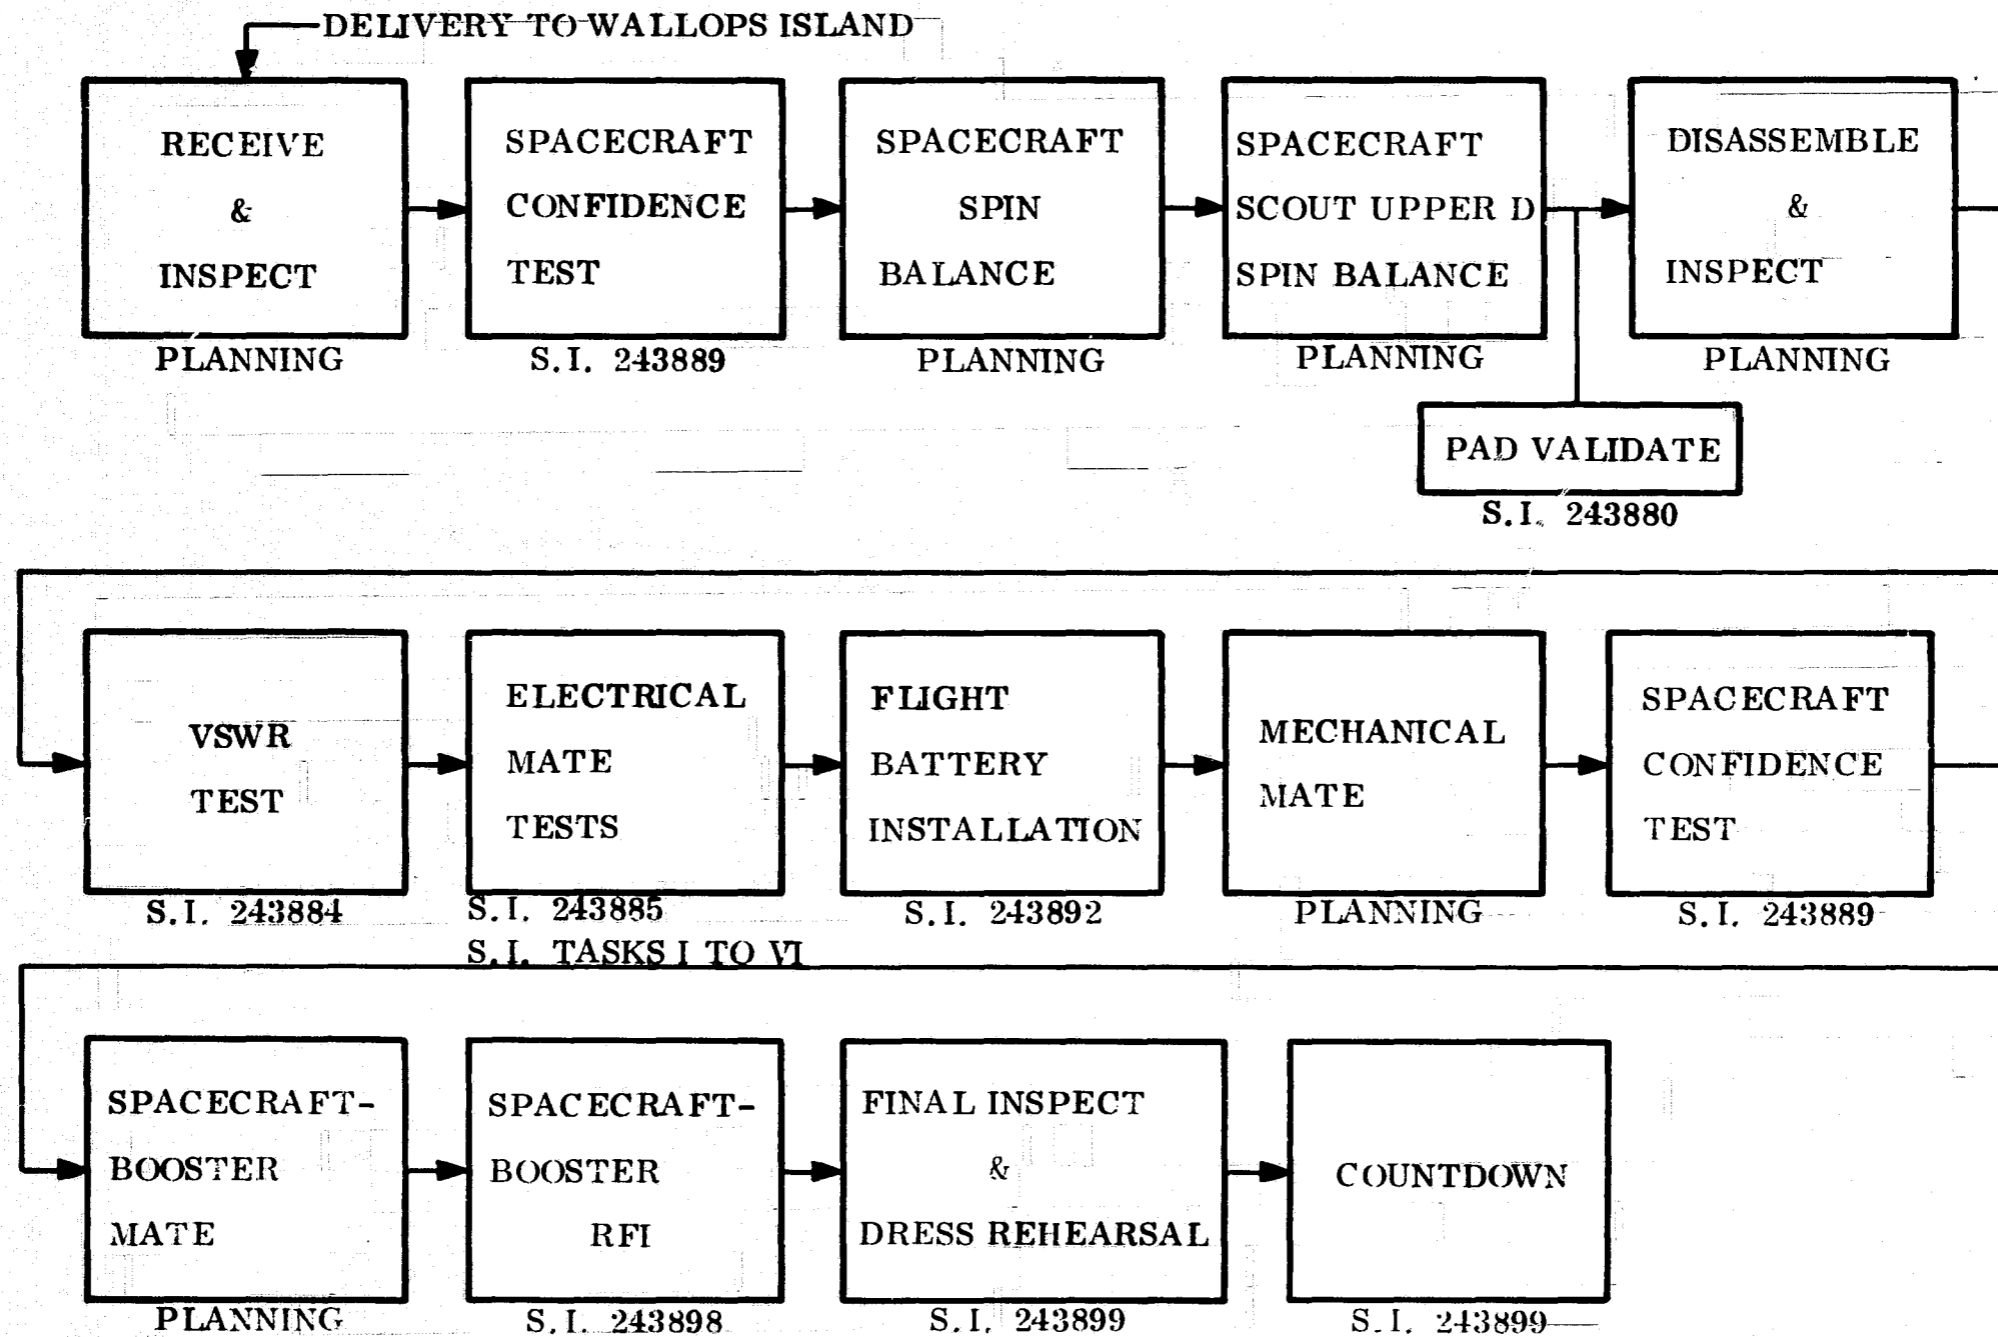 DELIVERY TO WALLOPS ISLAND
RECEIVE
&
INSPECT
PLANNING
SPACECRAFT
CONFIDENCE
TEST
S.I. 243889
SPACECRAFT
SPIN
BALANCE
PLANNING
SPACECRAFT
SCOUT UPPER D
SPIN BALANCE
PLANNING
DISASSEMBLE
&
INSPECT
PLANNING
PAD VALIDATE
S.I. 243880
VSWR
TEST
S.I. 243884
ELECTRICAL
MATE
TESTS
S.I. 243885
S.I. TASKS I TO VI
FLIGHT
BATTERY
INSTALLATION
S.I. 243892
MECHANICAL
MATE
PLANNING
SPACECRAFT
CONFIDENCE
TEST
S.I. 243889
SPACECRAFT-
BOOSTER
MATE
PLANNING
SPACECRAFT-
BOOSTER
RFI
S.I. 243898
FINAL INSPECT
&
DRESS REHEARSAL
S.I. 243899
COUNTDOWN
S.I. 243899